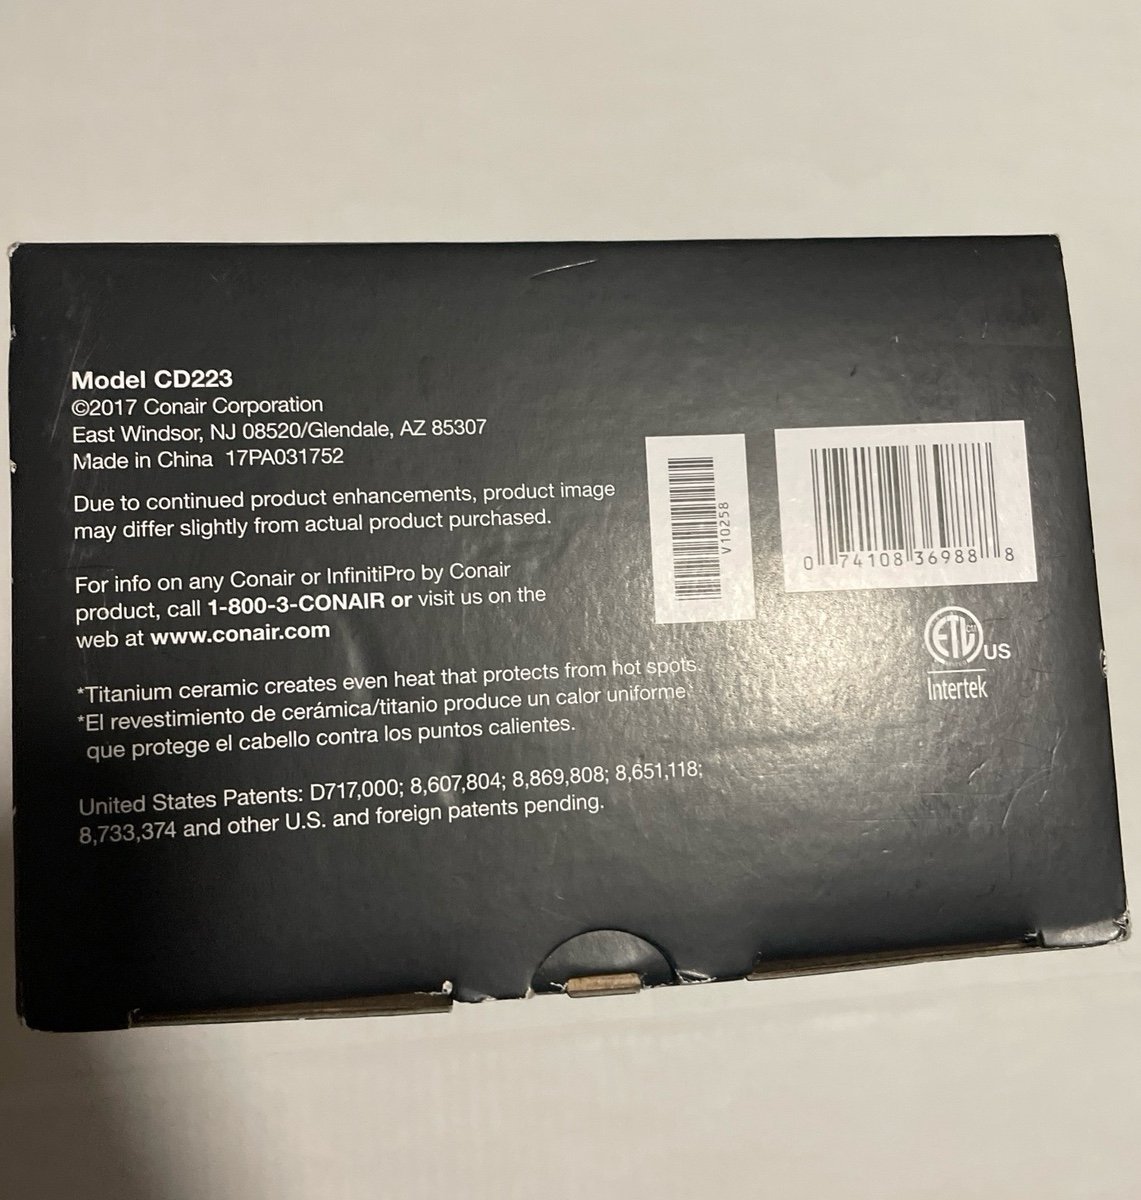 Model CD223
©2017 Conair Corporation
East Windsor, NJ 08520/Glendale, AZ 85307
Made in China 17PA031752
Due to continued product enhancements, product image
may differ slightly from actual product purchased.
For info on any Conair or InfinitiPro by Conair
product, call 1-800-3-CONAIR or visit us on the
web at www.conair.com
*Titanium ceramic creates even heat that protects from hot spots.
*El revestimiento de cerámica/titanio produce un calor uniforme
que protege el cabello contra los puntos calientes.
United States Patents: D717,000; 8,607,804; 8,869,808; 8,651,118;
8,733,374 and other U.S. and foreign patents pending.
V10258
0 74108 36988 8
ETL US
Intertek